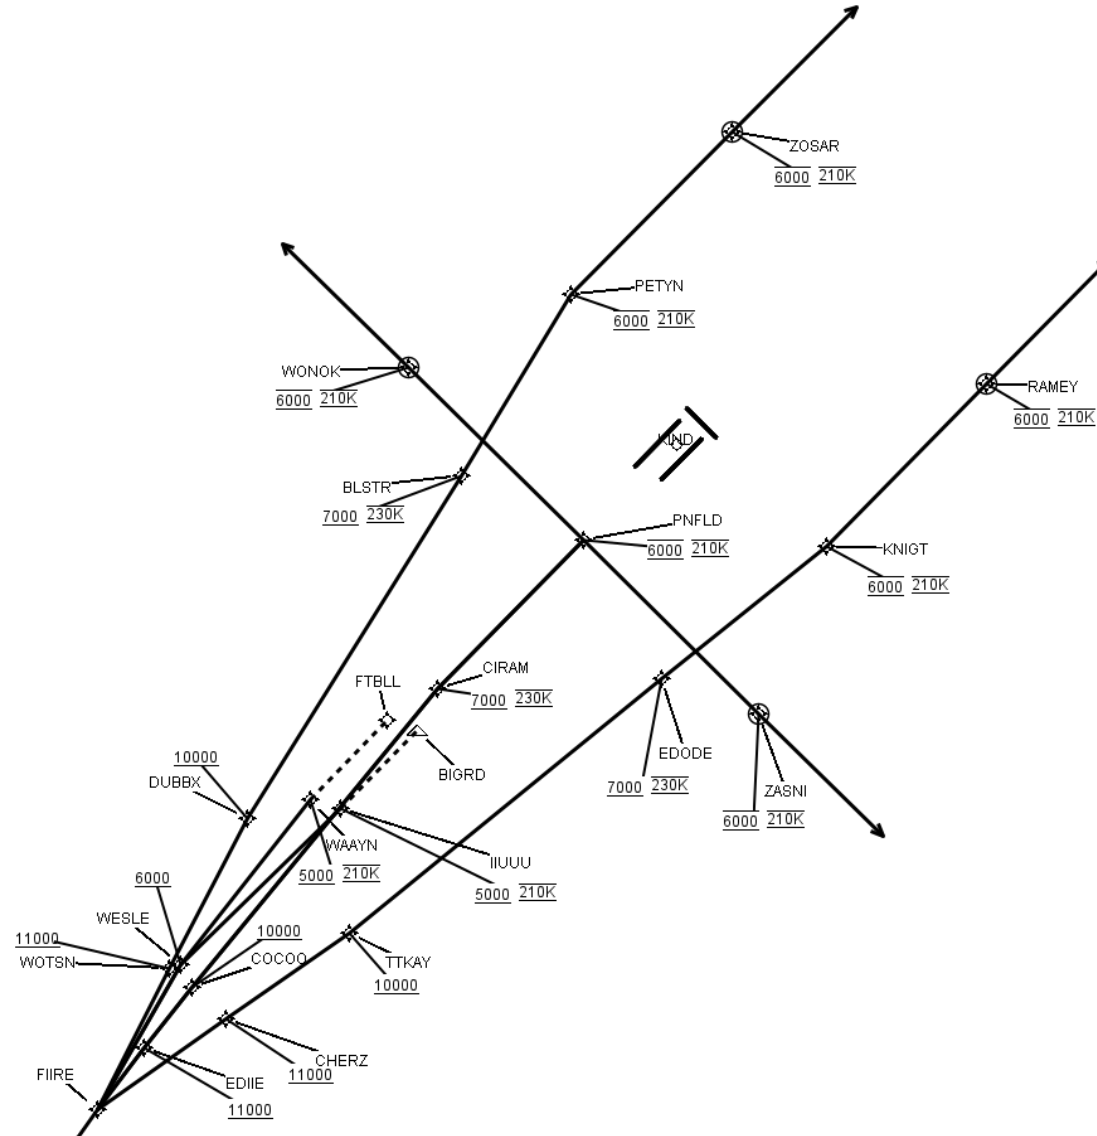 ZOSAR
6000 210K
PETYN
6000 210K
WONOK
6000 210K
RAMEY
6000 210K
KIND
BLSTR
7000 230K
PNFLD
6000 210K
KNIGT
6000 210K
CIRAM
7000 230K
FTBLL
BIGRD
EDODE
7000 230K
ZASNI
6000 210K
10000
DUBBX
WAAYN
5000 210K
IIUUU
5000 210K
6000
WESLE
11000
WOTSN
10000
COCOO
TTKAY
10000
CHERZ
11000
FIIRE
EDIIE
11000